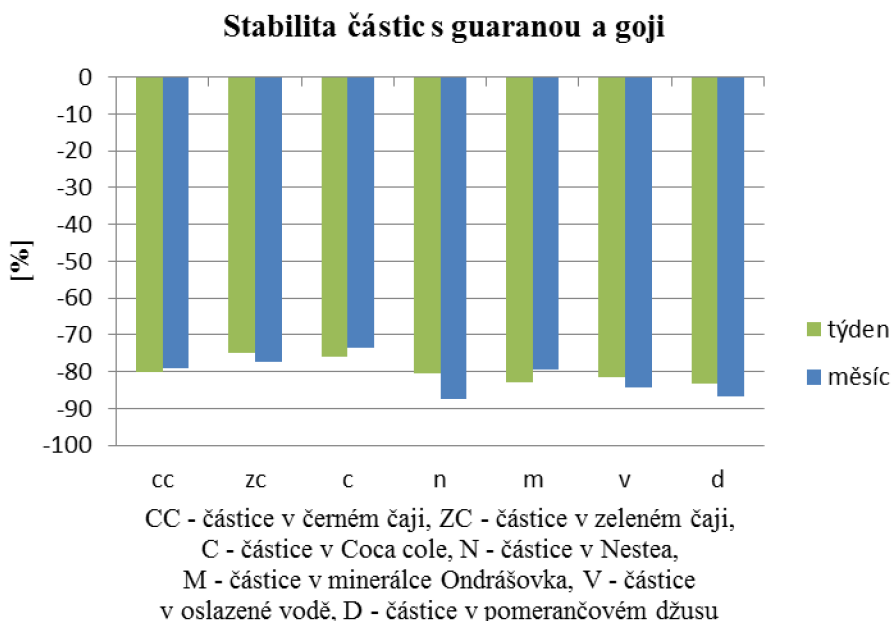 Stabilita částic s guaranou a goji
0
-10
-20
-30
-40
-50
-60
-70
-80
-90
-100
[%]
cc zc c n m v d
týden
měsíc
CC - částice v černém čaji, ZC - částice v zeleném čaji,
C - částice v Coca cole, N - částice v Nestea,
M - částice v minerálce Ondrášovka, V - částice
v oslazené vodě, D - částice v pomerančovém džusu